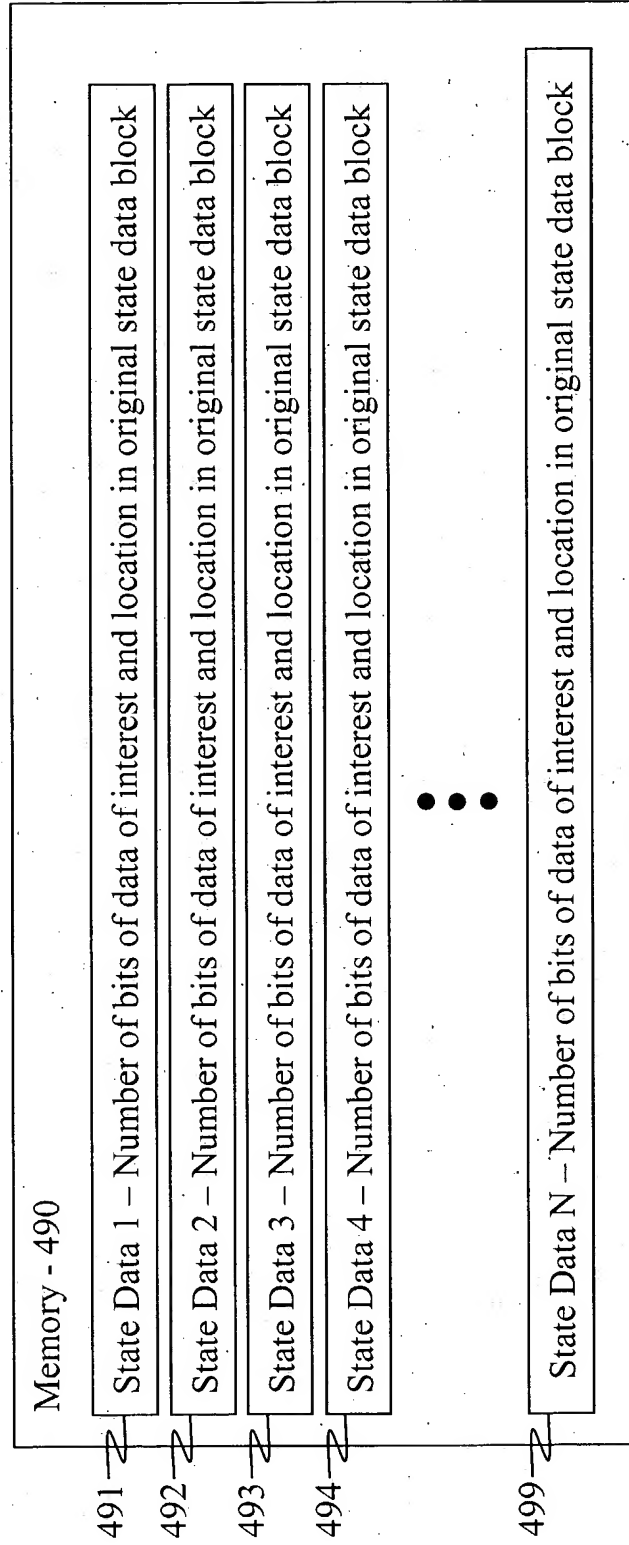 Memory - 490
491 State Data 1 – Number of bits of data of interest and location in original state data block
492 State Data 2 – Number of bits of data of interest and location in original state data block
493 State Data 3 – Number of bits of data of interest and location in original state data block
494 State Data 4 – Number of bits of data of interest and location in original state data block
499 State Data N – Number of bits of data of interest and location in original state data block